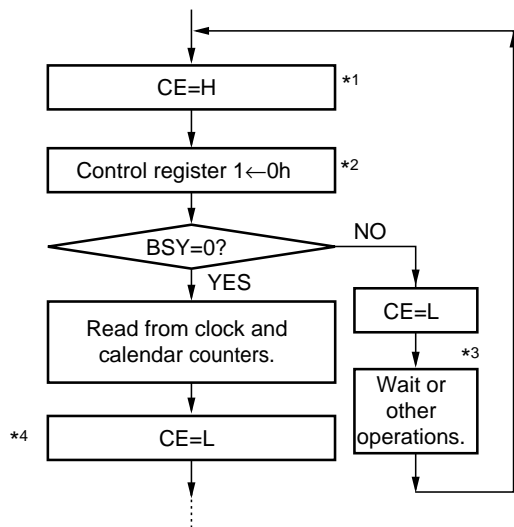 CE=H
*1
Control register 1←0h
*2
BSY=0?
NO
YES
CE=L
Read from clock and
calendar counters.
*3
Wait or
other
operations.
*4
CE=L